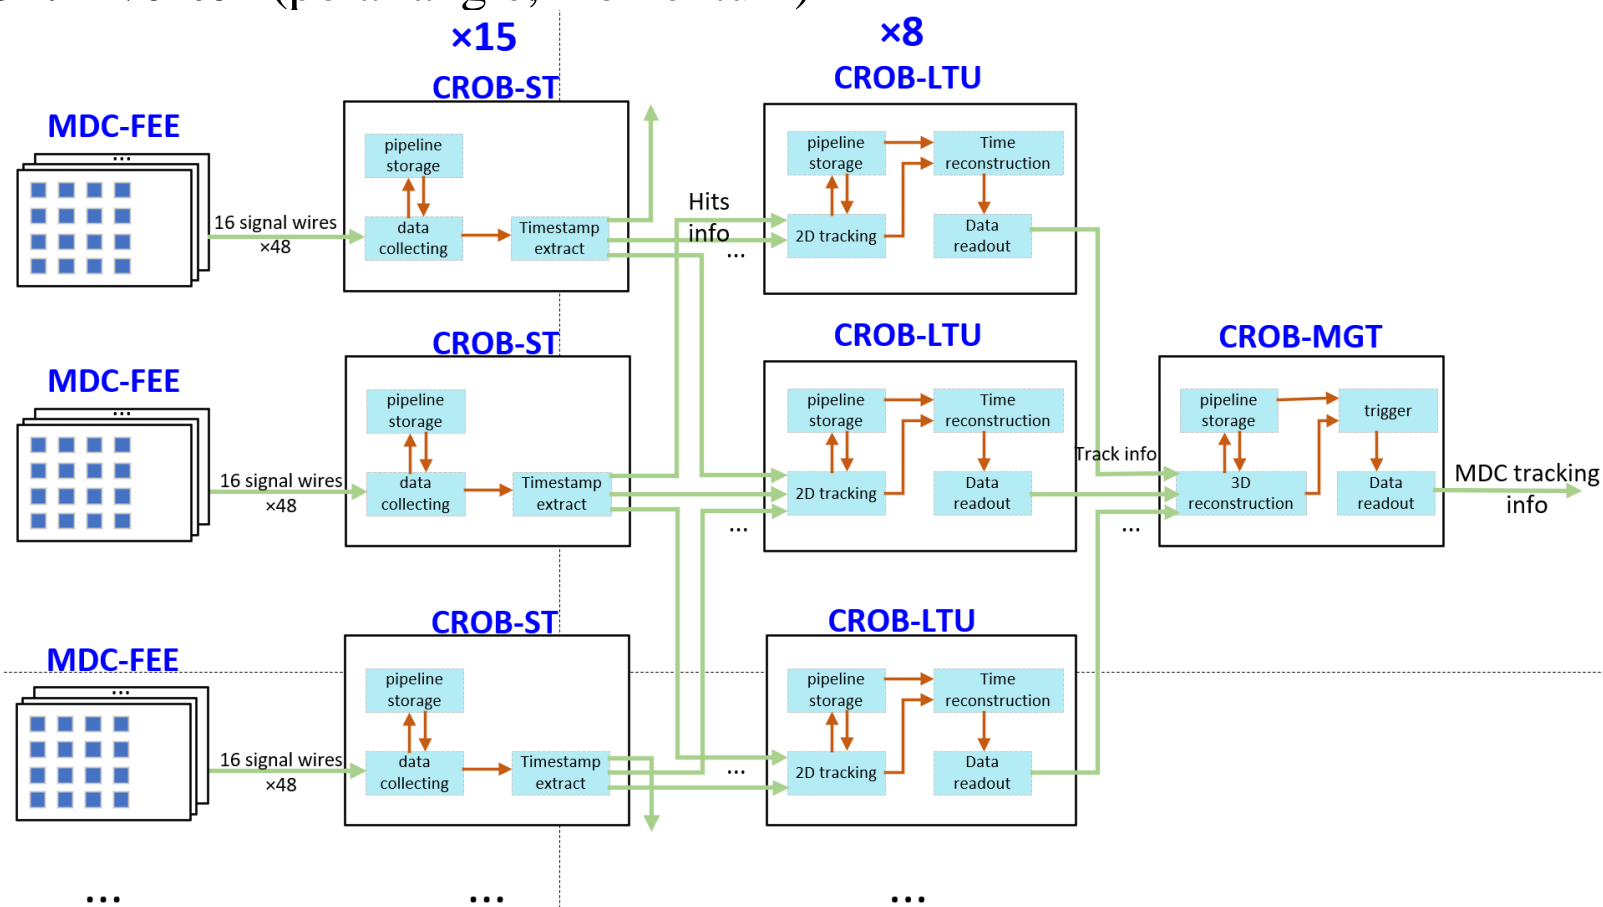 ×15
×8
CROB-ST
CROB-LTU
MDC-FEE
...
pipeline
storage
data
collecting
Timestamp
extract
16 signal wires
×48
Hits
info
...
pipeline
storage
Time
reconstruction
2D tracking
Data
readout
CROB-ST
CROB-LTU
CROB-MGT
MDC-FEE
...
pipeline
storage
data
collecting
Timestamp
extract
16 signal wires
×48
...
pipeline
storage
Time
reconstruction
2D tracking
Data
readout
Track info
...
pipeline
storage
trigger
3D
reconstruction
Data
readout
MDC tracking
info
CROB-ST
CROB-LTU
MDC-FEE
...
pipeline
storage
data
collecting
Timestamp
extract
16 signal wires
×48
...
pipeline
storage
Time
reconstruction
2D tracking
Data
readout
...
...
...